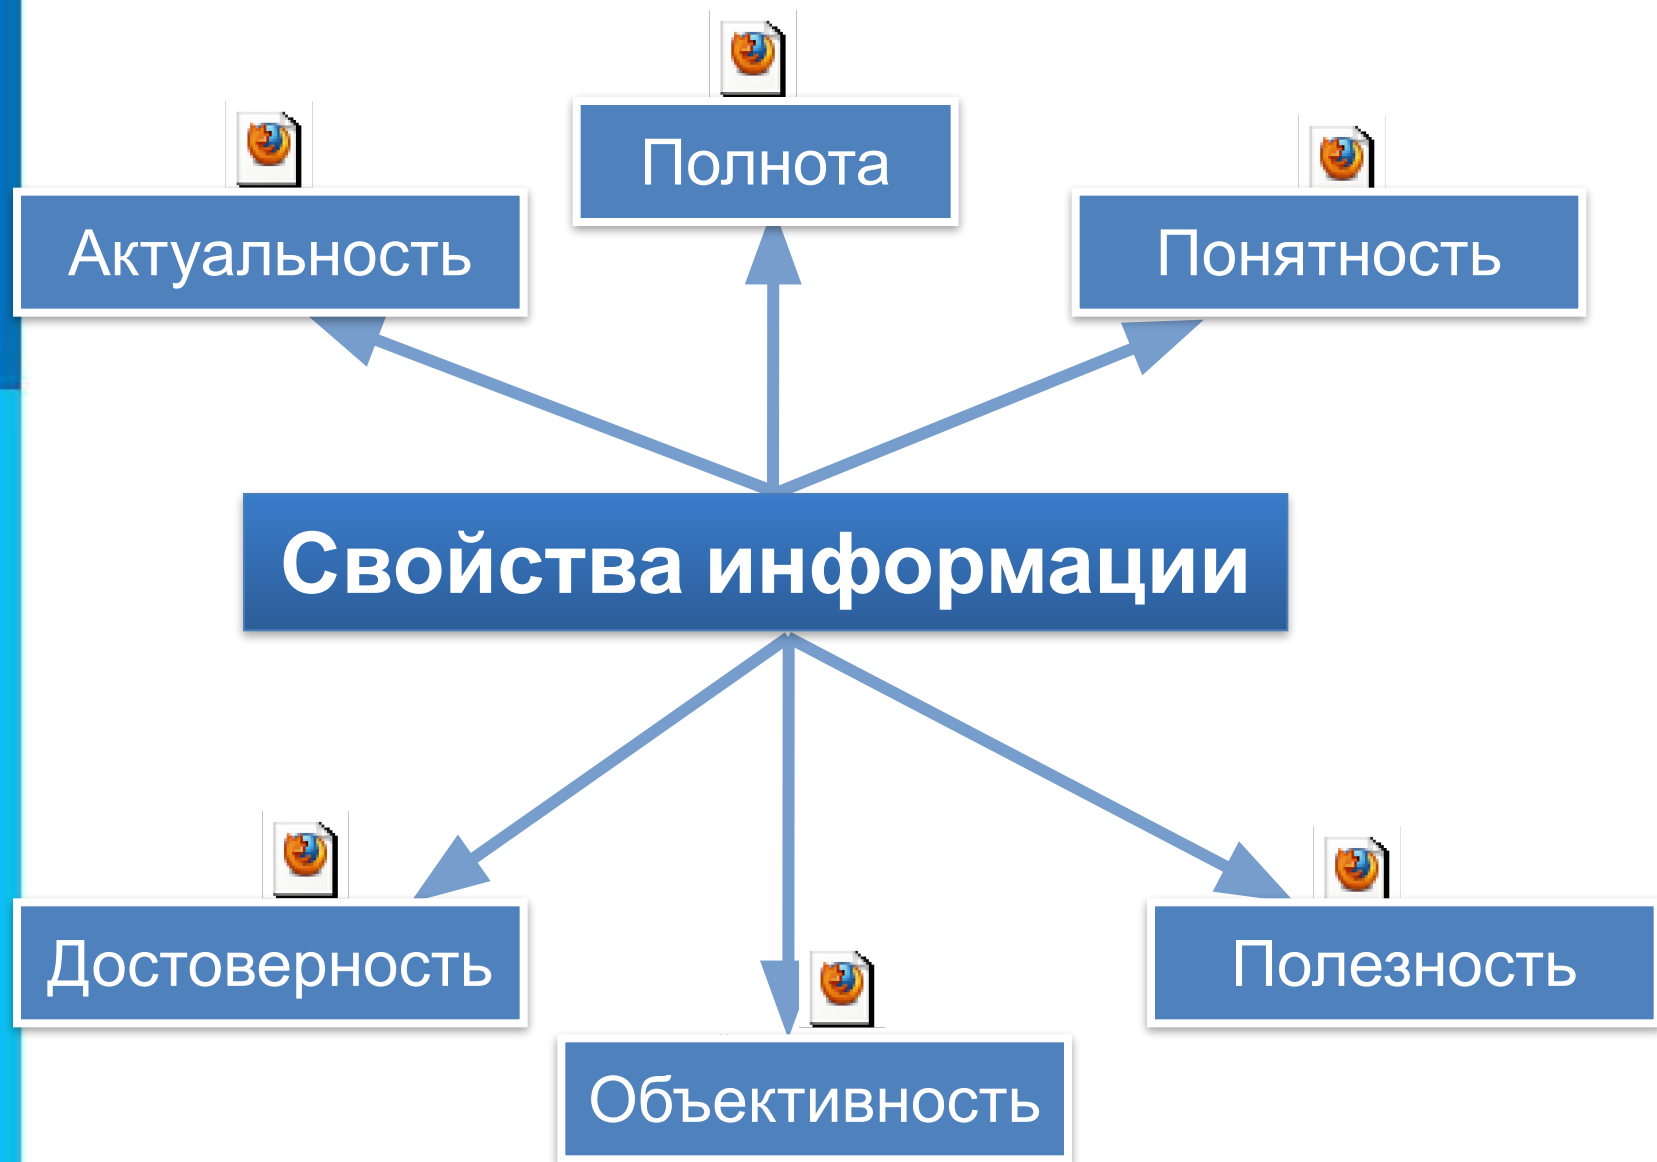 Полнота
Актуальность
Понятность
Свойства информации
Достоверность
Полезность
Объективность